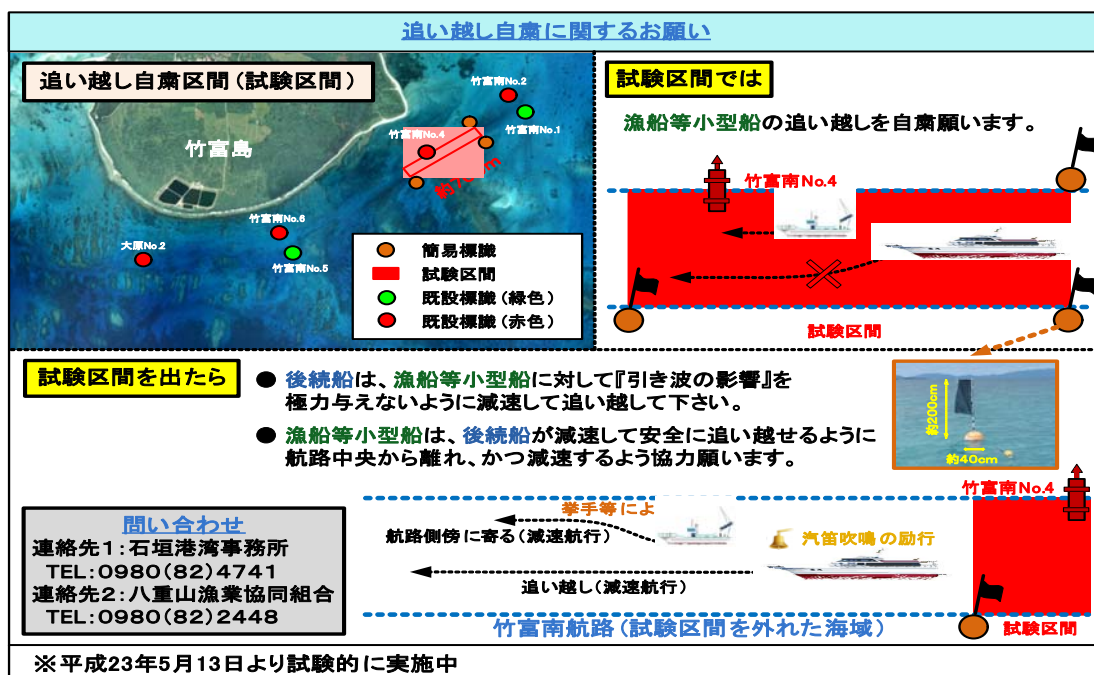 追い越し自粛に関するお願い
追い越し自粛区間(試験区間)
竹富南No.2
竹富南No.1
竹富南No.4
竹富島
竹富南No.6
大原No.2
竹富南No.5
簡易標識
試験区間
既設標識(緑色)
既設標識(赤色)
試験区間では
漁船等小型船の追い越しを自粛願います。
竹富南No.4
試験区間
試験区間を出たら
● 後続船は、漁船等小型船に対して『引き波の影響』を
極力与えないように減速して追い越して下さい。
● 漁船等小型船は、後続船が減速して安全に追い越せるように
航路中央から離れ、かつ減速するよう協力願います。
約200cm
約40cm
竹富南No.4
問い合わせ
連絡先1:石垣港湾事務所
TEL:0980(82)4741
連絡先2:八重山漁業協同組合
TEL:0980(82)2448
挙手等によ
航路側傍に寄る(減速航行)
汽笛吹鳴の励行
追い越し(減速航行)
竹富南航路(試験区間を外れた海域)
試験区間
※平成23年5月13日より試験的に実施中